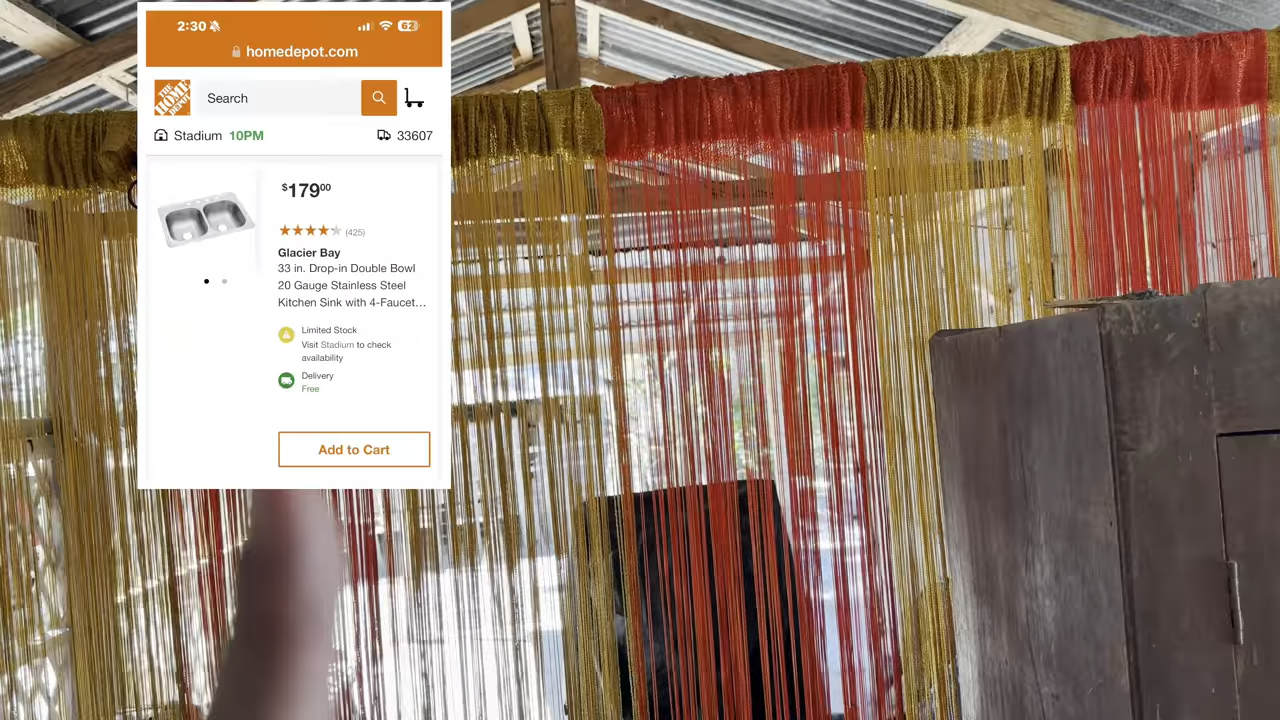 2:30
62
homedepot.com
THE HOME DEPOT
Search
Stadium 10PM
33607
$179.00
(425)
Glacier Bay
33 in. Drop-in Double Bowl
20 Gauge Stainless Steel
Kitchen Sink with 4-Faucet...
Limited Stock
Visit Stadium to check
availability
Delivery
Free
Add to Cart